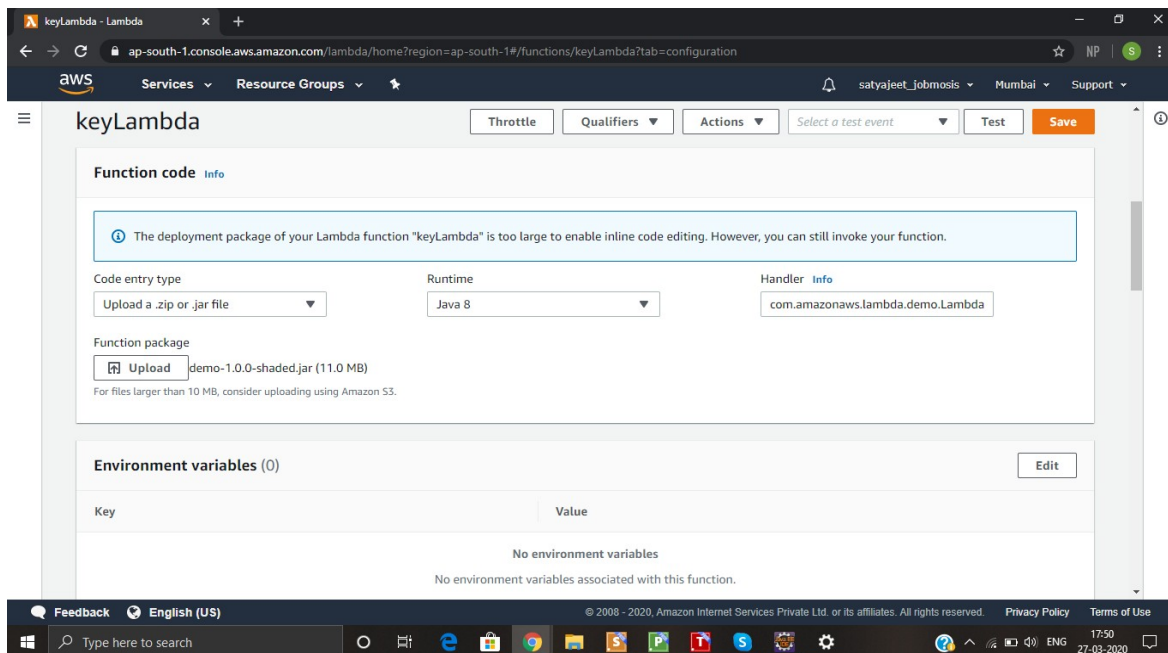 keyLambda - Lambda
ap-south-1.console.aws.amazon.com/lambda/home?region=ap-south-1#/functions/keyLambda?tab=configuration
NP
S
aws
Services
Resource Groups
satyajeet_jobmosis
Mumbai
Support
keyLambda
Throttle
Qualifiers
Actions
Select a test event
Test
Save
Function code Info
The deployment package of your Lambda function "keyLambda" is too large to enable inline code editing. However, you can still invoke your function.
Code entry type
Runtime
Handler Info
Upload a .zip or .jar file
Java 8
com.amazonaws.lambda.demo.Lambda
Function package
Upload demo-1.0.0-shaded.jar (11.0 MB)
For files larger than 10 MB, consider uploading using Amazon S3.
Environment variables (0)
Edit
Key
Value
No environment variables
No environment variables associated with this function.
Feedback
English (US)
© 2008 - 2020, Amazon Internet Services Private Ltd. or its affiliates. All rights reserved.
Privacy Policy
Terms of Use
Type here to search
S
P
T
S
ENG
17:50
27-03-2020